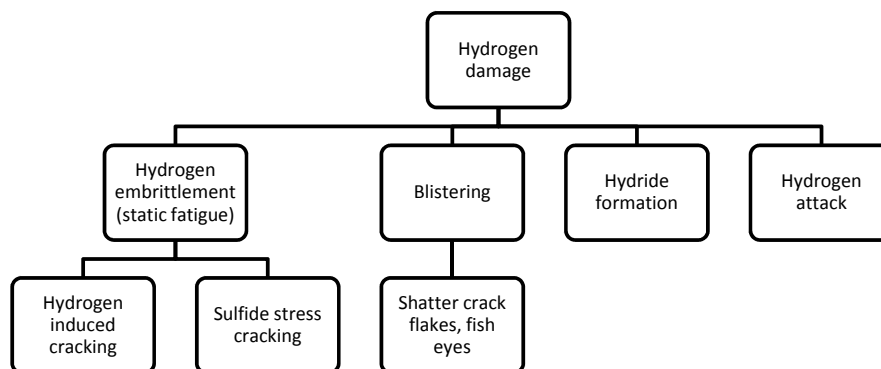 Hydrogen
damage
Hydrogen
embrittlement
(static fatigue)
Blistering
Hydride
formation
Hydrogen
attack
Hydrogen
induced
cracking
Sulfide stress
cracking
Shatter crack
flakes, fish
eyes